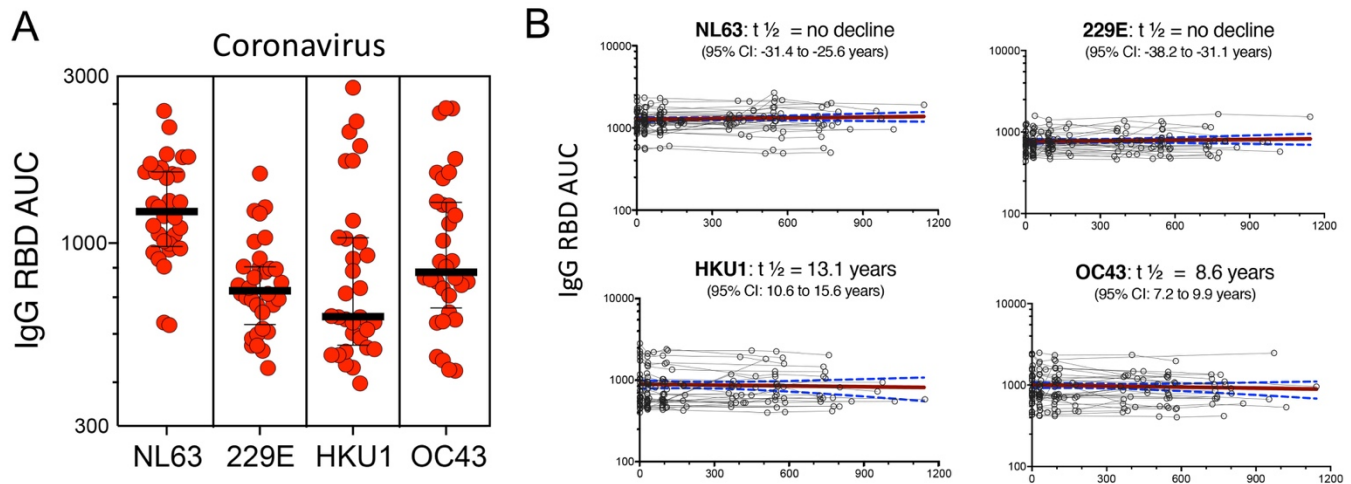 A
Coronavirus
IgG RBD AUC
3000
1000
300
NL63 229E HKU1 OC43
B
IgG RBD AUC
NL63: t ½ = no decline
(95% CI: -31.4 to -25.6 years)
10000
1000
100
0 300 600 900 1200
229E: t ½ = no decline
(95% CI: -38.2 to -31.1 years)
10000
1000
100
0 300 600 900 1200
HKU1: t ½ = 13.1 years
(95% CI: 10.6 to 15.6 years)
10000
1000
100
0 300 600 900 1200
OC43: t ½ = 8.6 years
(95% CI: 7.2 to 9.9 years)
10000
1000
100
0 300 600 900 1200